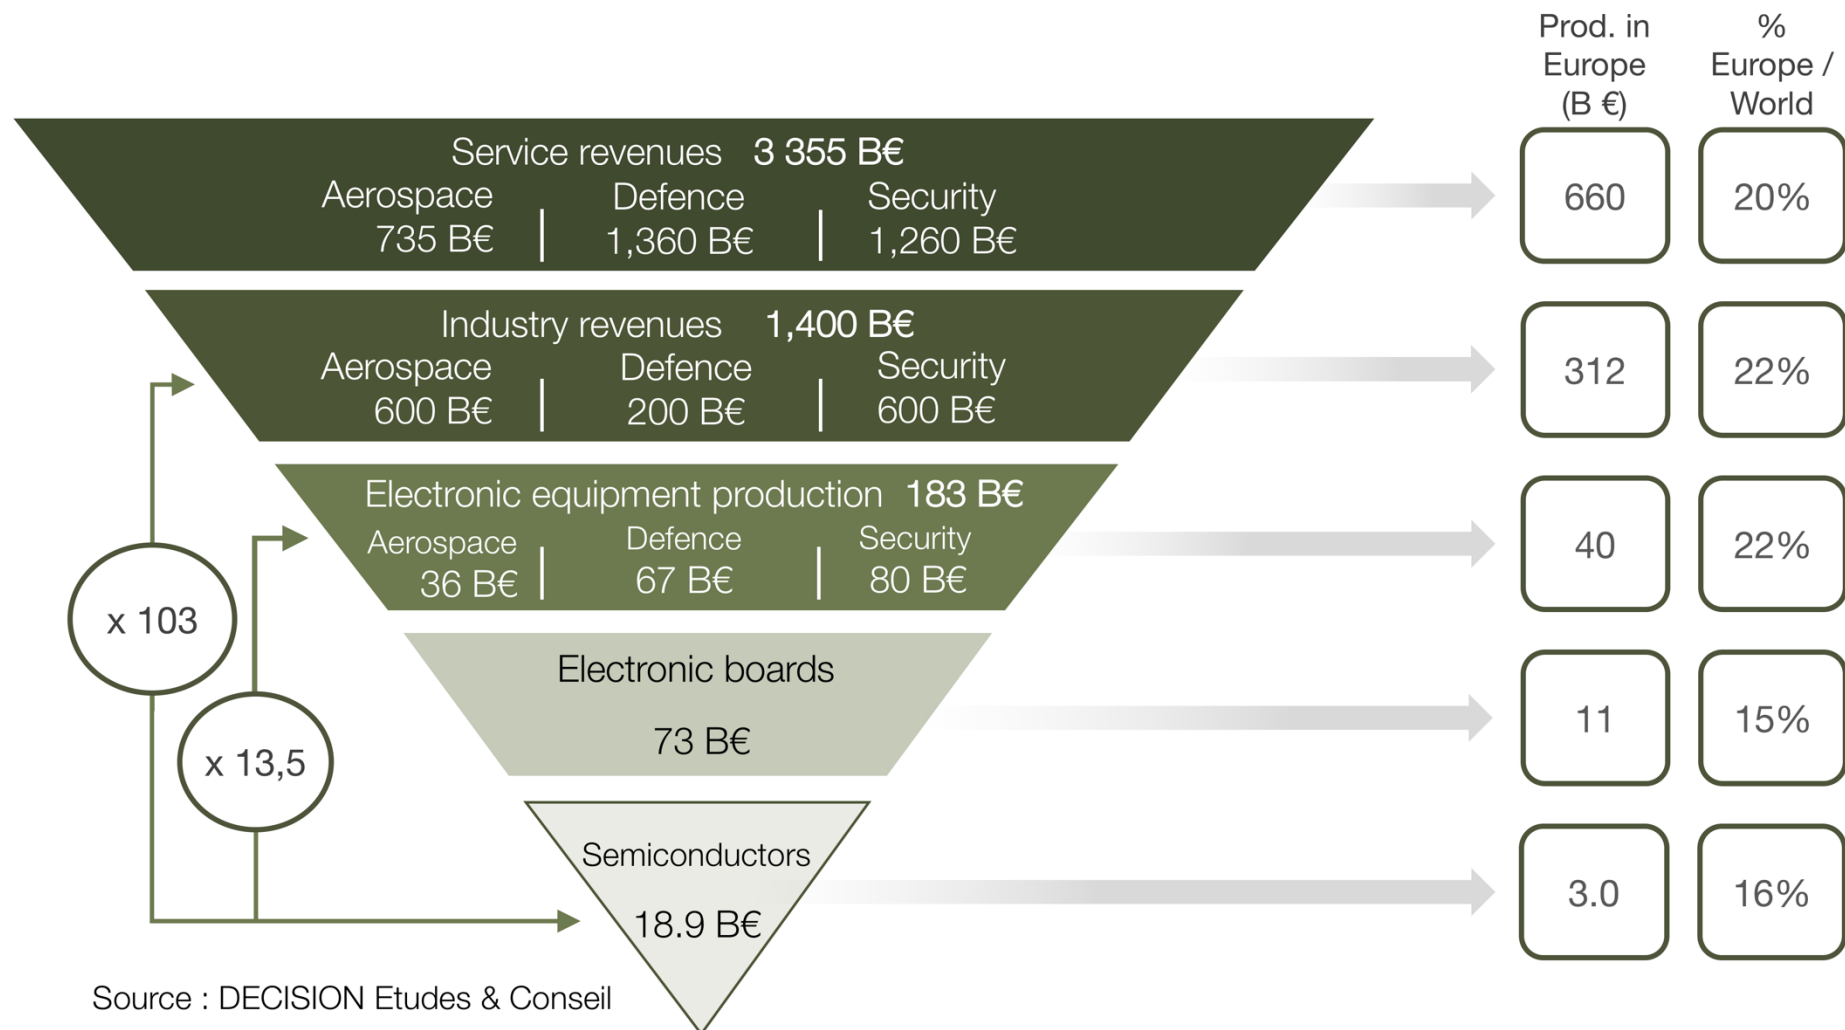 Prod. in
Europe
(B €)
%
Europe /
World
Service revenues 3 355 B€
Aerospace
735 B€
Defence
1,360 B€
Security
1,260 B€
660
20%
Industry revenues 1,400 B€
Aerospace
600 B€
Defence
200 B€
Security
600 B€
312
22%
Electronic equipment production 183 B€
Aerospace
36 B€
Defence
67 B€
Security
80 B€
40
22%
x 103
Electronic boards
73 B€
11
15%
x 13,5
Semiconductors
18.9 B€
3.0
16%
Source : DECISION Etudes & Conseil